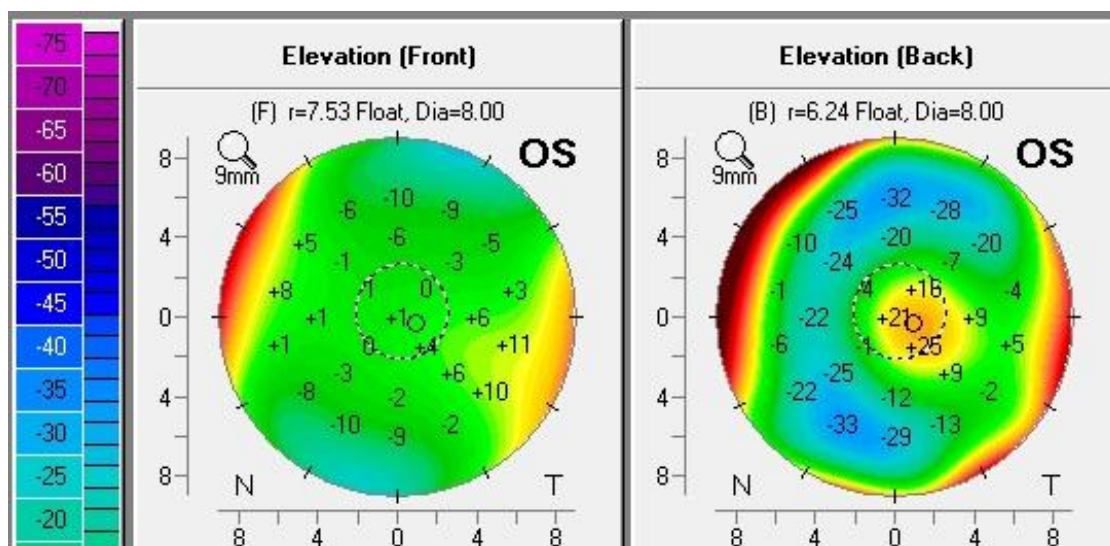 -75
-70
-65
-60
-55
-50
-45
-40
-35
-30
-25
-20
Elevation (Front)
(F) r=7.53 Float, Dia=8.00
9mm
OS
8
4
0
4
8
-10
-6 -9
+5 -6 -5
-1 -3
+8 1 0 +3
+1 +1 +6
+1 0 +4 +11
-3 +6
-8 -2 +10
-10 -9 -2
N T
8 4 0 4 8
Elevation (Back)
(B) r=6.24 Float, Dia=8.00
9mm
OS
8
4
0
4
8
-32
-25 -28
-10 -20 -20
-24 -7
-1 +16 -4
-22 +21 +9
-6 +25 +5
-25 +9
-22 -12 -2
-33 -29 -13
N T
8 4 0 4 8